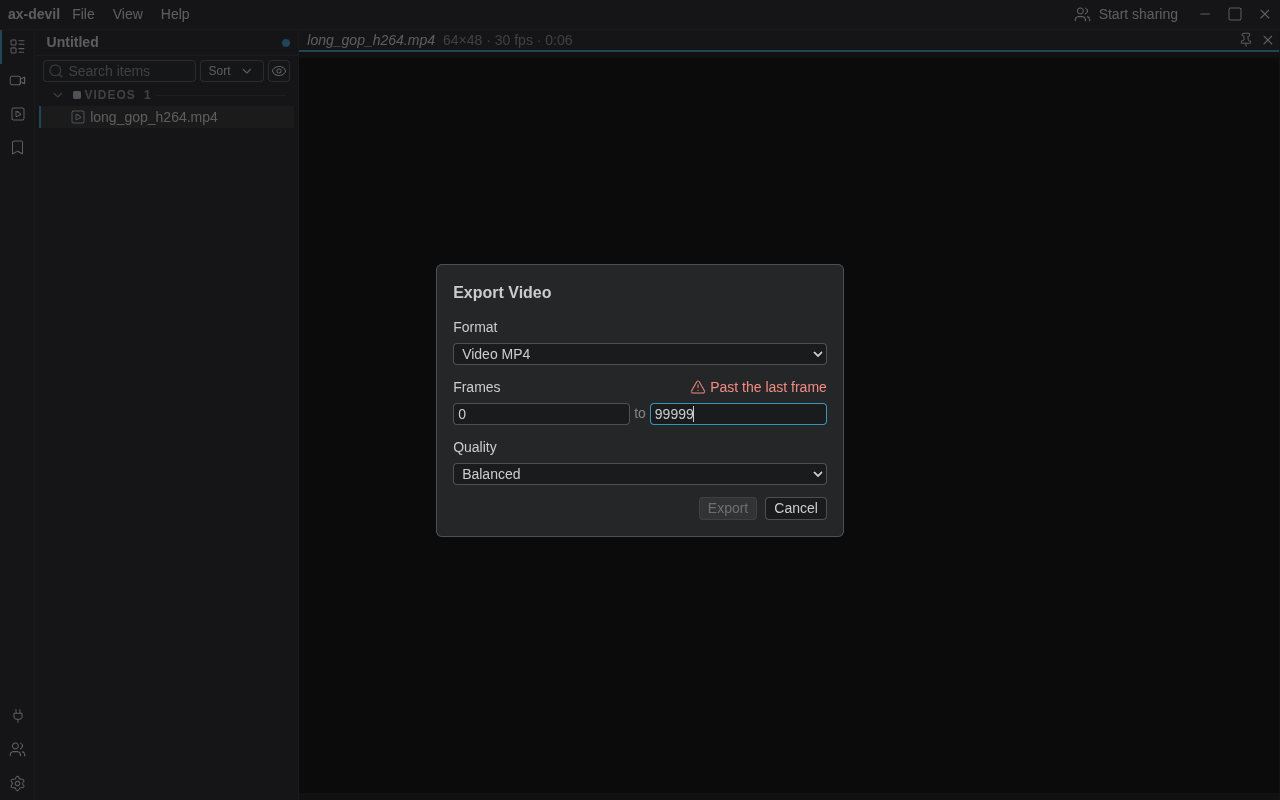 ax-devil File View Help Start sharing
Untitled
long_gop_h264.mp4 64×48 · 30 fps · 0:06
Search items Sort
VIDEOS 1
long_gop_h264.mp4
Export Video
Format
Video MP4
Frames Past the last frame
0 to 99999
Quality
Balanced
Export Cancel